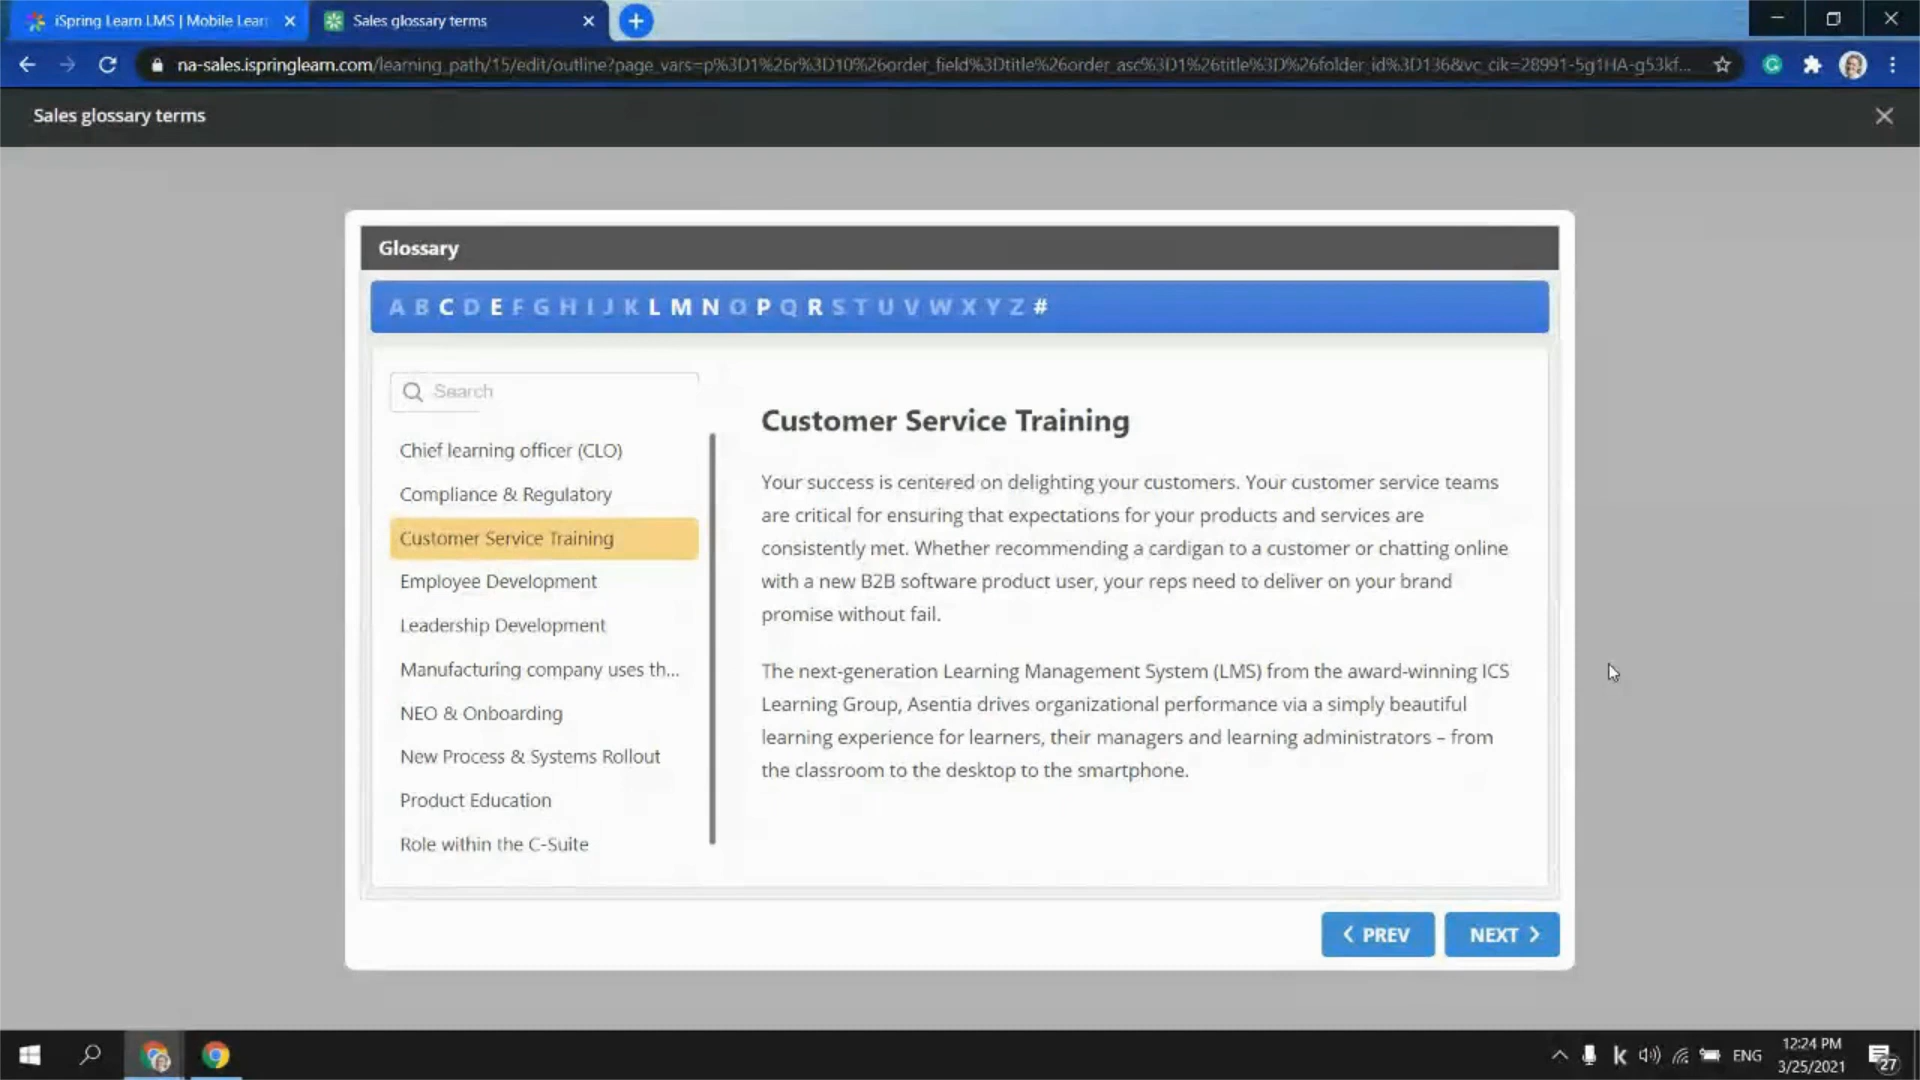 iSpring Learn LMS | Mobile Lear
Sales glossary terms
na-sales.ispringlearn.com/learning_path/15/edit/outline?page_vars=p%3D1%26r%3D10%26order_field%3Dtitle%26order_asc%3D1%26title%3D%26folder_id%3D136&vc_cik=28991-5g1HA-g53kf...
Sales glossary terms
Glossary
A B C D E F G H I J K L M N O P Q R S T U V W X Y Z #
Search
Chief learning officer (CLO)
Compliance & Regulatory
Customer Service Training
Employee Development
Leadership Development
Manufacturing company uses th...
NEO & Onboarding
New Process & Systems Rollout
Product Education
Role within the C-Suite
Customer Service Training
Your success is centered on delighting your customers. Your customer service teams
are critical for ensuring that expectations for your products and services are
consistently met. Whether recommending a cardigan to a customer or chatting online
with a new B2B software product user, your reps need to deliver on your brand
promise without fail.
The next-generation Learning Management System (LMS) from the award-winning ICS
Learning Group, Asentia drives organizational performance via a simply beautiful
learning experience for learners, their managers and learning administrators – from
the classroom to the desktop to the smartphone.
PREV
NEXT
ENG
12:24 PM
3/25/2021
27